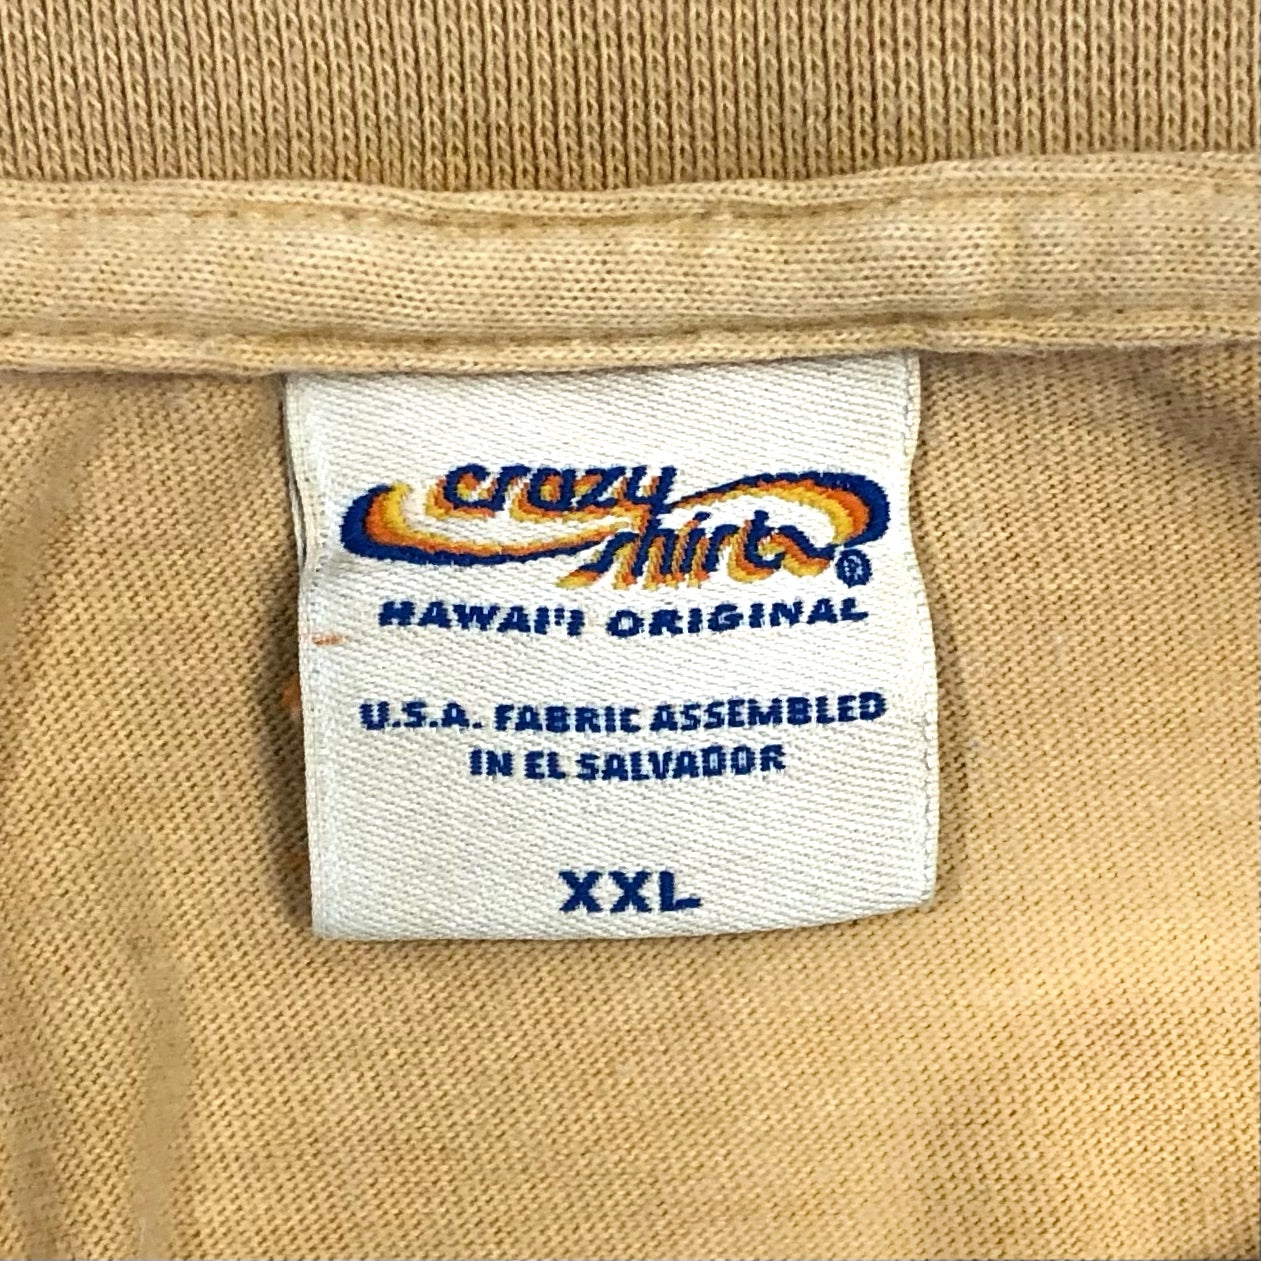 crazy
shirts®
HAWAI'I ORIGINAL
U.S.A. FABRIC ASSEMBLED
IN EL SALVADOR
XXL